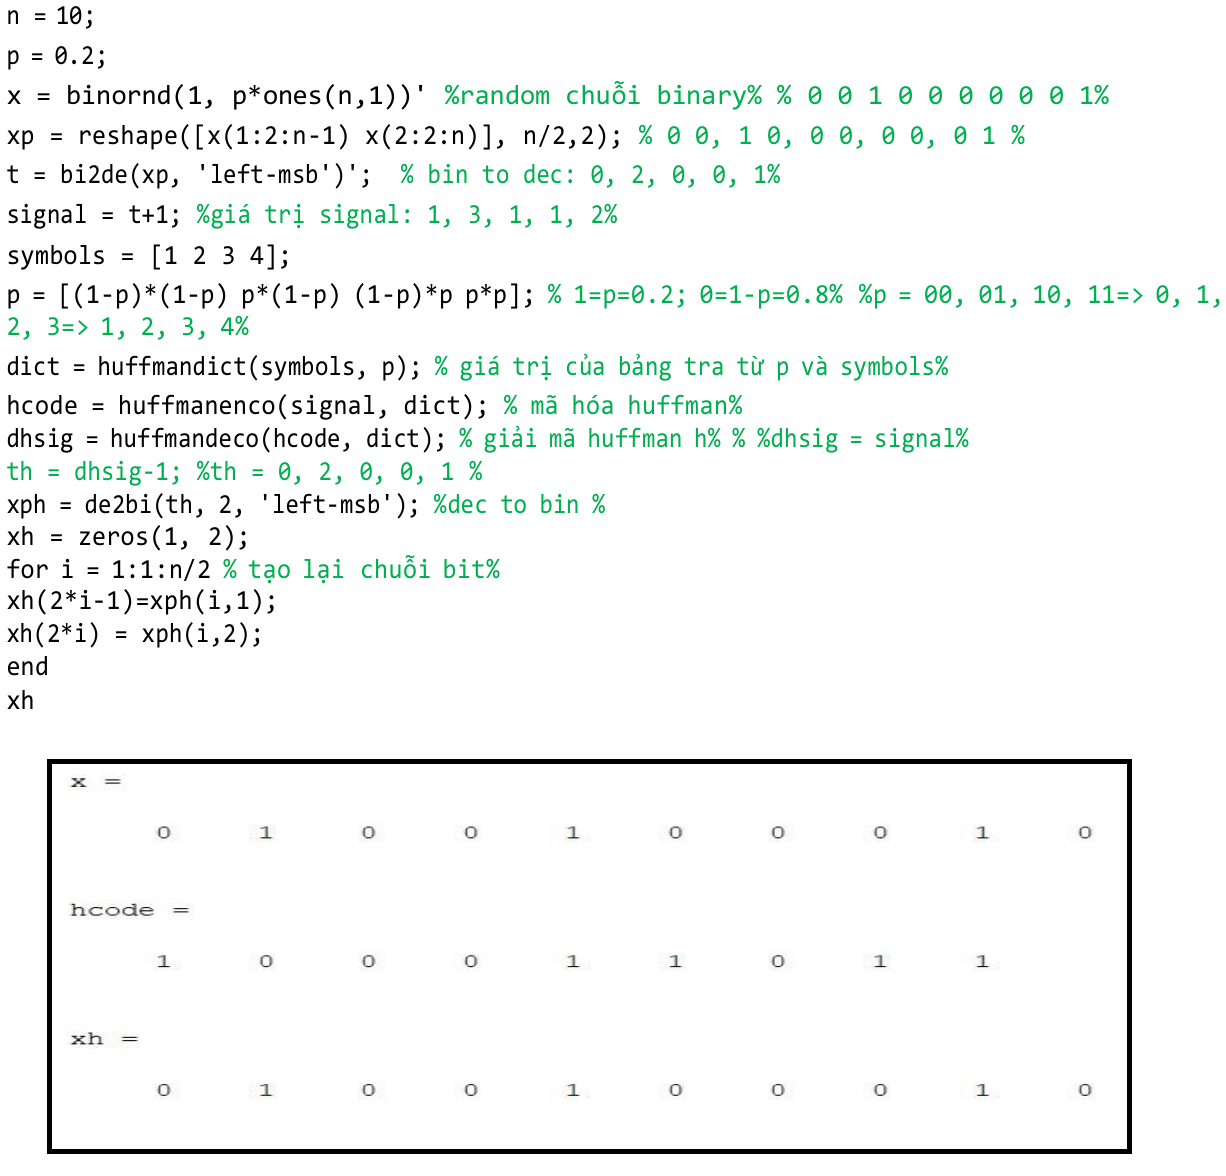 n = 10;
p = 0.2;
x = binornd(1, p*ones(n,1))' %random chuỗi binary% % 0 0 1 0 0 0 0 0 0 1%
xp = reshape([x(1:2:n-1) x(2:2:n)], n/2,2); % 0 0, 1 0, 0 0, 0 0, 0 1 %
t = bi2de(xp, 'left-msb')'; % bin to dec: 0, 2, 0, 0, 1%
signal = t+1; %giá trị signal: 1, 3, 1, 1, 2%
symbols = [1 2 3 4];
p = [(1-p)*(1-p) p*(1-p) (1-p)*p p*p]; % 1=p=0.2; 0=1-p=0.8% %p = 00, 01, 10, 11=> 0, 1,
2, 3=> 1, 2, 3, 4%
dict = huffmandict(symbols, p); % giá trị của bảng tra từ p và symbols%
hcode = huffmanenco(signal, dict); % mã hóa huffman%
dhsig = huffmandeco(hcode, dict); % giải mã huffman h% % %dhsig = signal%
th = dhsig-1; %th = 0, 2, 0, 0, 1 %
xph = de2bi(th, 2, 'left-msb'); %dec to bin %
xh = zeros(1, 2);
for i = 1:1:n/2 % tạo lại chuỗi bit%
xh(2*i-1)=xph(i,1);
xh(2*i) = xph(i,2);
end
xh
x =
0 1 0 0 1 0 0 0 1 0
hcode =
1 0 0 0 1 1 0 1 1
xh =
0 1 0 0 1 0 0 0 1 0